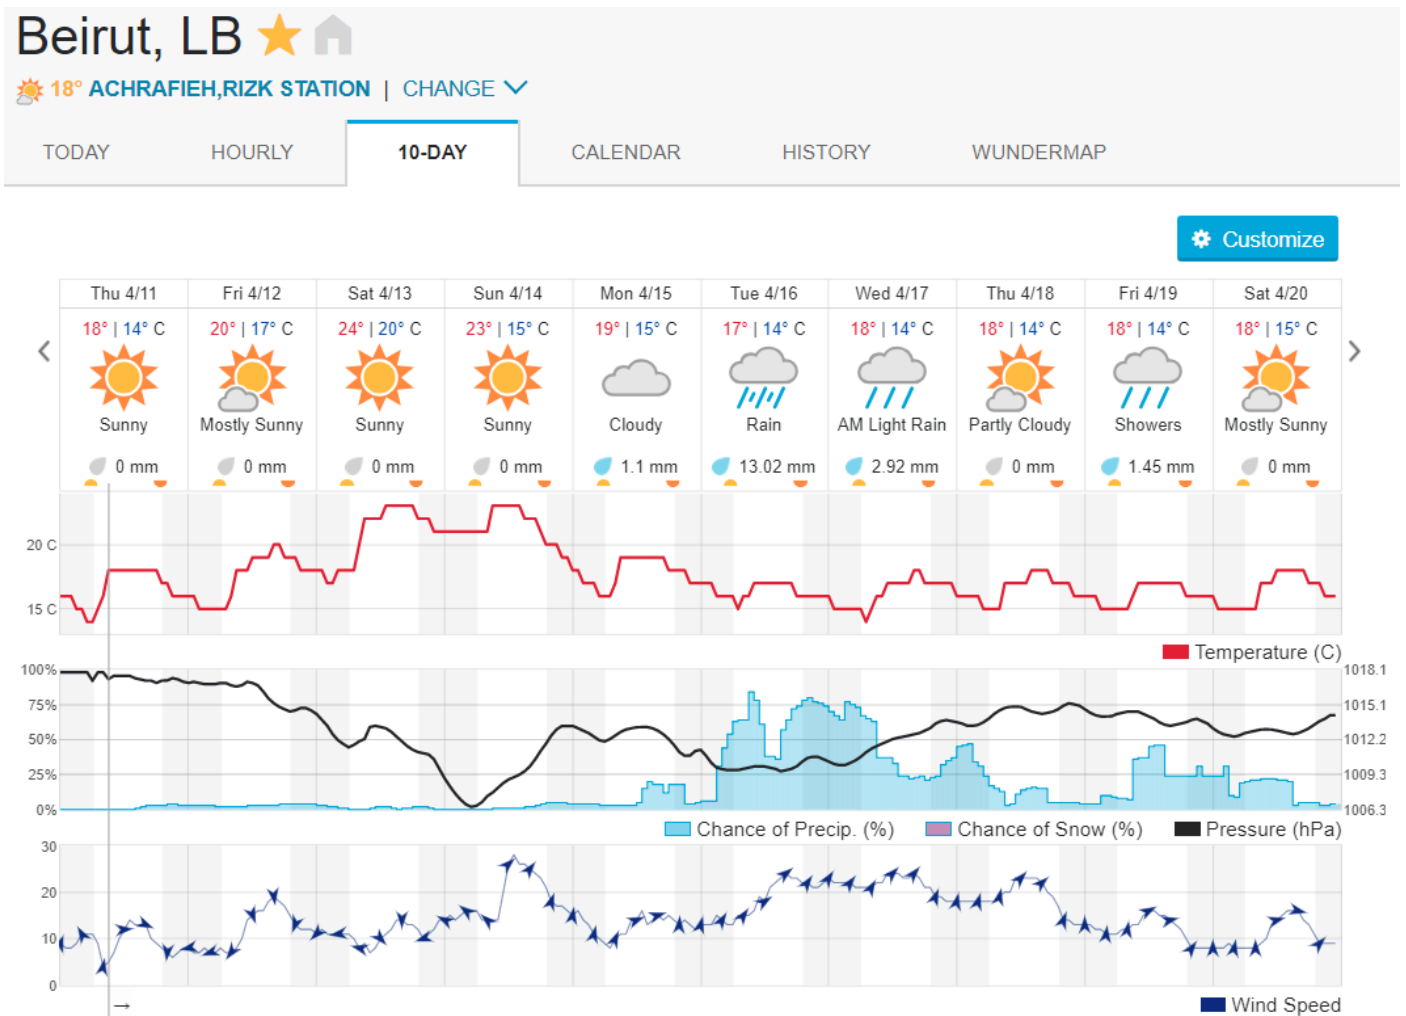 Beirut, LB
18° ACHRAFIEH,RIZK STATION | CHANGE
TODAY HOURLY 10-DAY CALENDAR HISTORY WUNDERMAP
Customize
Thu 4/11 Fri 4/12 Sat 4/13 Sun 4/14 Mon 4/15 Tue 4/16 Wed 4/17 Thu 4/18 Fri 4/19 Sat 4/20
18° | 14° C 20° | 17° C 24° | 20° C 23° | 15° C 19° | 15° C 17° | 14° C 18° | 14° C 18° | 14° C 18° | 14° C 18° | 15° C
Sunny Mostly Sunny Sunny Sunny Cloudy Rain AM Light Rain Partly Cloudy Showers Mostly Sunny
0 mm 0 mm 0 mm 0 mm 1.1 mm 13.02 mm 2.92 mm 0 mm 1.45 mm 0 mm
20 C
15 C
Temperature (C)
100% 1018.1
75% 1015.1
50% 1012.2
25% 1009.3
0% 1006.3
Chance of Precip. (%) Chance of Snow (%) Pressure (hPa)
30
20
10
0
Wind Speed